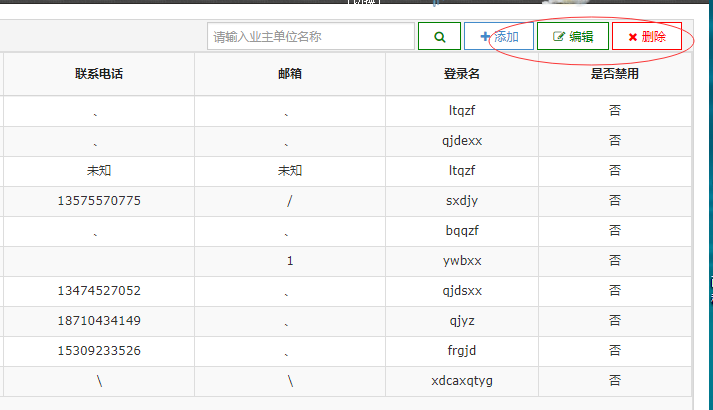 请输入业主单位名称 添加 编辑 删除
联系电话 邮箱 登录名 是否禁用
、 、 ltqzf 否
、 、 qjdexx 否
未知 未知 ltqzf 否
13575570775 / sxdjy 否
、 、 bqqzf 否
1 ywbxx 否
13474527052 、 qjdsxx 否
18710434149 、 qjyz 否
15309233526 、 frgjd 否
\ \ xdcaxqtyg 否